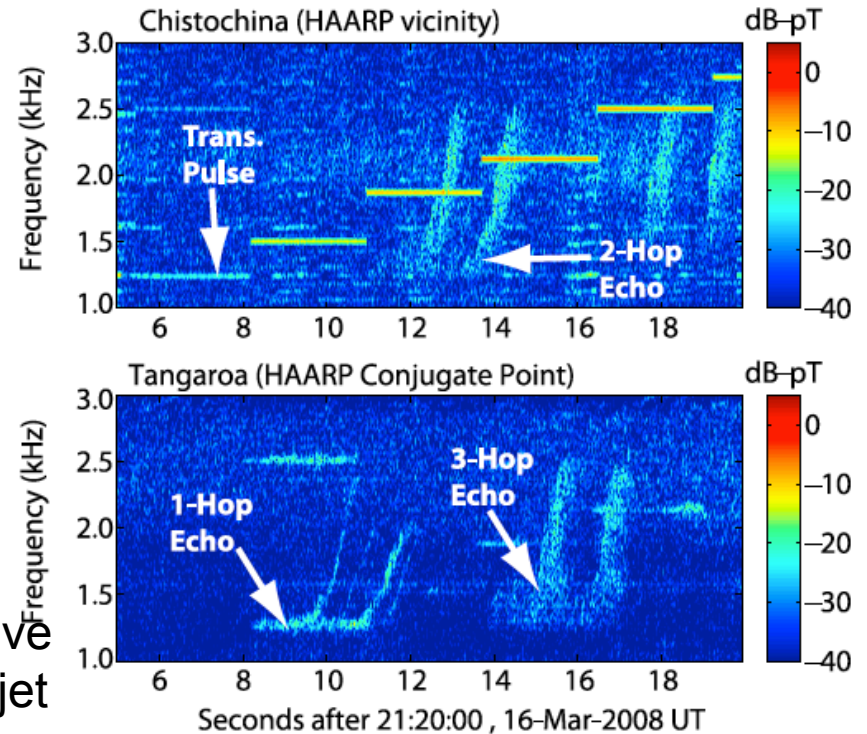 Chistochina (HAARP vicinity)
dB–pT
Frequency (kHz)
3.0
2.5
2.0
1.5
1.0
Trans.
Pulse
2-Hop
Echo
6 8 10 12 14 16 18
0
–10
–20
–30
–40
Tangaroa (HAARP Conjugate Point)
dB–pT
Frequency (kHz)
3.0
2.5
2.0
1.5
1.0
1-Hop
Echo
3-Hop
Echo
6 8 10 12 14 16 18
0
–10
–20
–30
–40
Seconds after 21:20:00 , 16–Mar–2008 UT
ve
jet